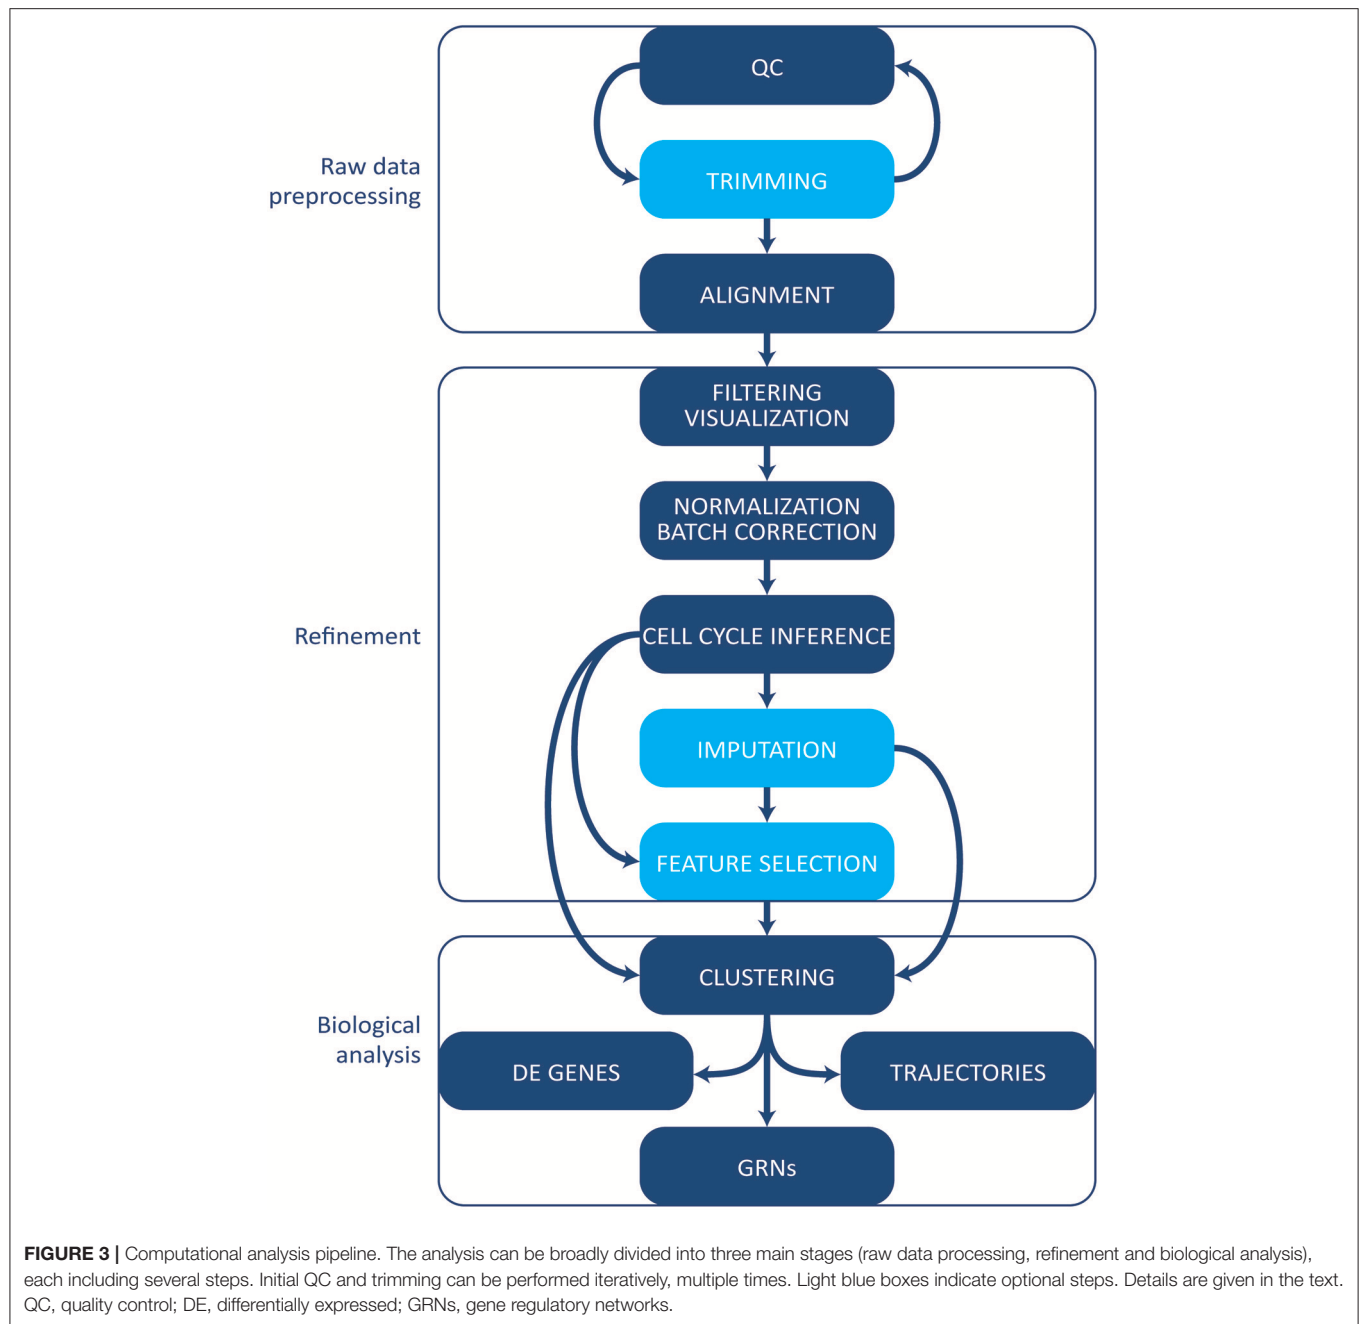 QC
TRIMMING
Raw data
preprocessing
ALIGNMENT
FILTERING
VISUALIZATION
NORMALIZATION
BATCH CORRECTION
CELL CYCLE INFERENCE
Refinement
IMPUTATION
FEATURE SELECTION
CLUSTERING
Biological
analysis
DE GENES
TRAJECTORIES
GRNs
FIGURE 3 | Computational analysis pipeline. The analysis can be broadly divided into three main stages (raw data processing, refinement and biological analysis),
each including several steps. Initial QC and trimming can be performed iteratively, multiple times. Light blue boxes indicate optional steps. Details are given in the text.
QC, quality control; DE, differentially expressed; GRNs, gene regulatory networks.